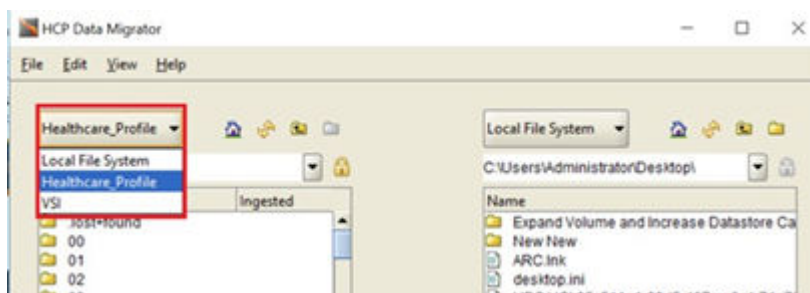 HCP Data Migrator
File Edit View Help
Healthcare_Profile
Local File System
Healthcare_Profile
VSI
Ingested
.lost+found
00
01
02
Local File System
C:\Users\Administrator\Desktop\
Name
Expand Volume and Increase Datastore Ca
New New
ARC.lnk
desktop.ini